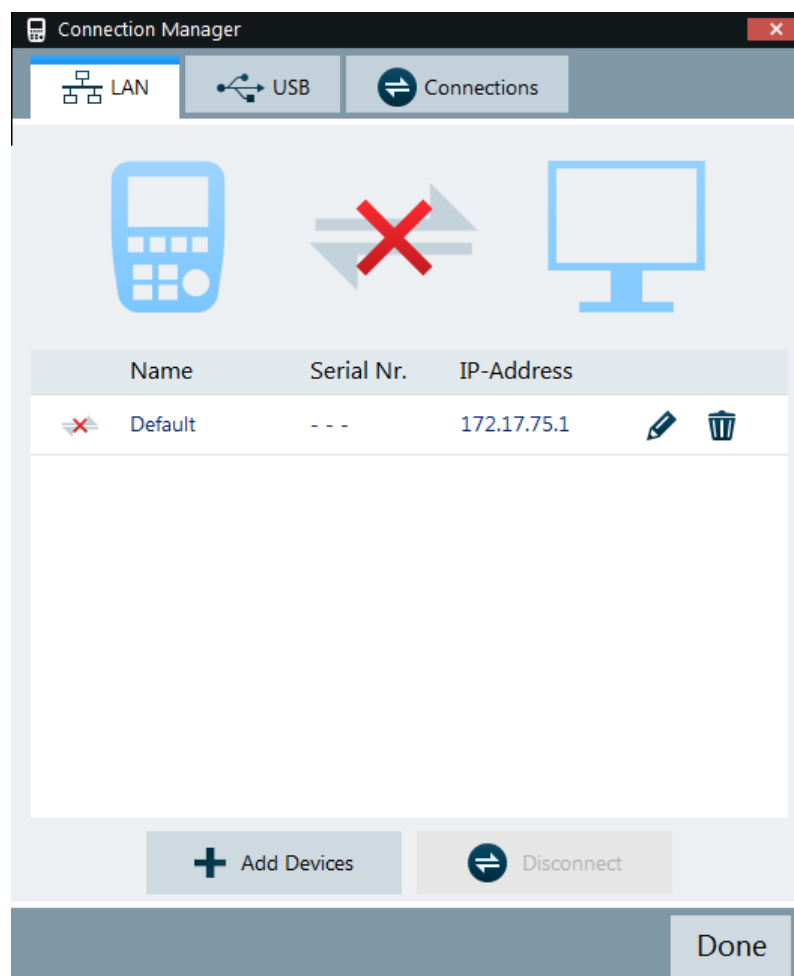 Connection Manager
LAN USB Connections
Name Serial Nr. IP-Address
Default - - - 172.17.75.1
Add Devices Disconnect
Done